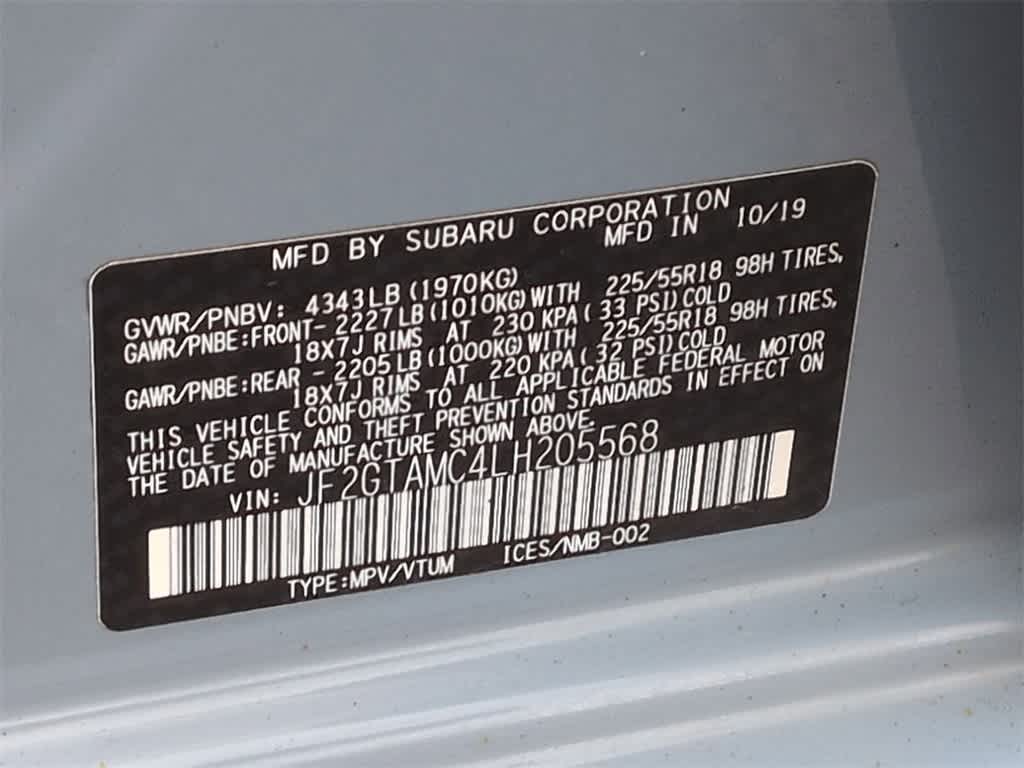 MFD BY SUBARU CORPORATION
MFD IN 10/19
GVWR/PNBV: 4343LB (1970KG)
GAWR/PNBE:FRONT- 2227LB(1010KG)WITH 225/55R18 98H TIRES,
18X7J RIMS AT 230 KPA( 33 PSI)COLD
GAWR/PNBE:REAR - 2205LB(1000KG)WITH 225/55R18 98H TIRES,
18X7J RIMS AT 220 KPA( 32 PSI)COLD
THIS VEHICLE CONFORMS TO ALL APPLICABLE FEDERAL MOTOR
VEHICLE SAFETY AND THEFT PREVENTION STANDARDS IN EFFECT ON
THE DATE OF MANUFACTURE SHOWN ABOVE.
VIN: JF2GTAMC4LH205568
TYPE:MPV/VTUM ICES/NMB-002